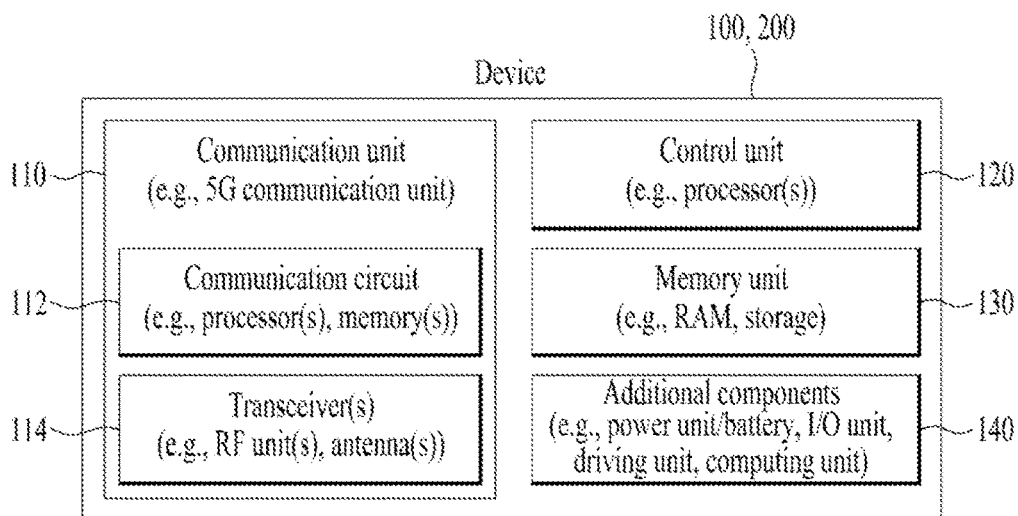 100, 200
Device
110
Communication unit
(e.g., 5G communication unit)
112
Communication circuit
(e.g., processor(s), memory(s))
114
Transceiver(s)
(e.g., RF unit(s), antenna(s))
Control unit
(e.g., processor(s))
120
Memory unit
(e.g., RAM, storage)
130
Additional components
(e.g., power unit/battery, I/O unit,
driving unit, computing unit)
140